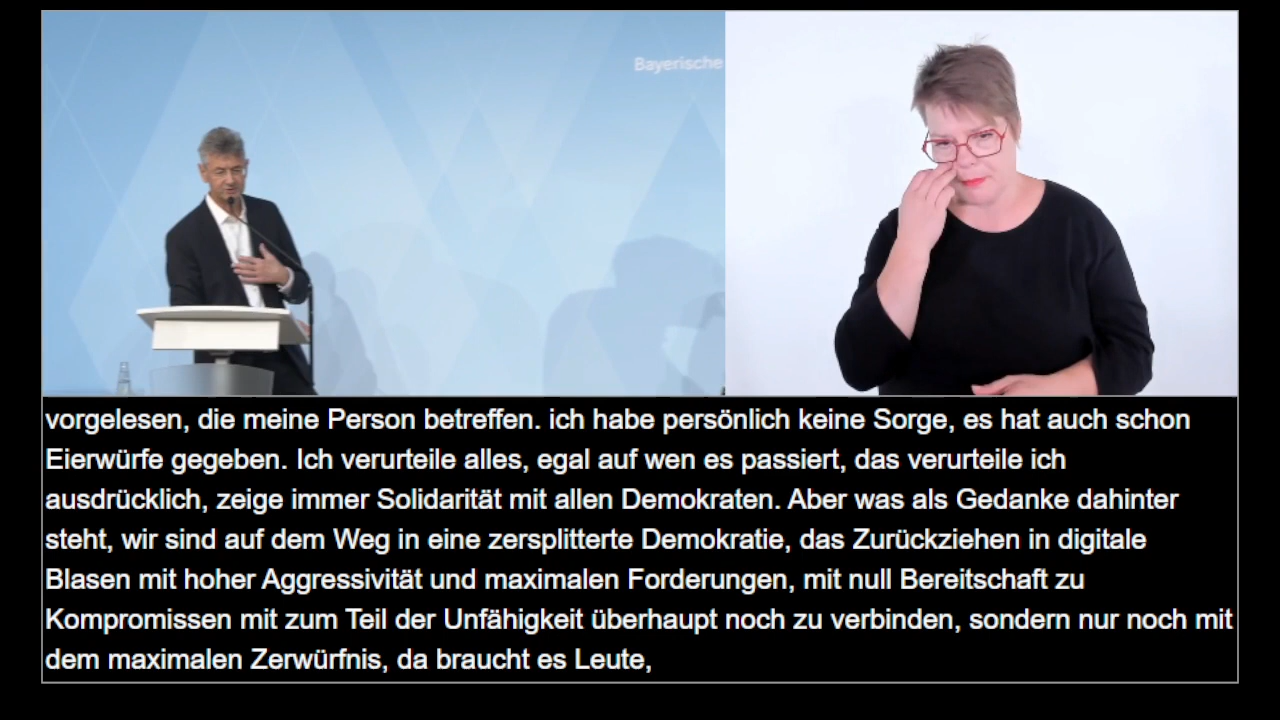 Bayerische
vorgelesen, die meine Person betreffen. ich habe persönlich keine Sorge, es hat auch schon
Eierwürfe gegeben. Ich verurteile alles, egal auf wen es passiert, das verurteile ich
ausdrücklich, zeige immer Solidarität mit allen Demokraten. Aber was als Gedanke dahinter
steht, wir sind auf dem Weg in eine zersplitterte Demokratie, das Zurückziehen in digitale
Blasen mit hoher Aggressivität und maximalen Forderungen, mit null Bereitschaft zu
Kompromissen mit zum Teil der Unfähigkeit überhaupt noch zu verbinden, sondern nur noch mit
dem maximalen Zerwürfnis, da braucht es Leute,